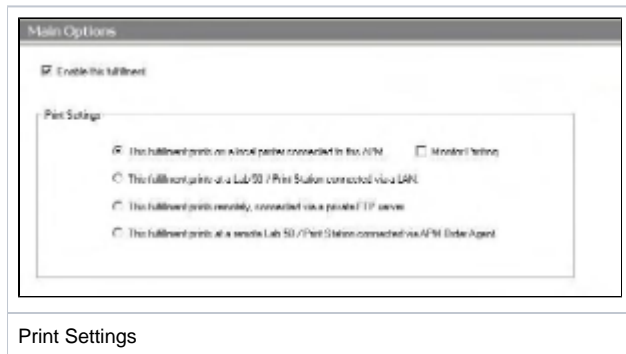 Main Options
Enable this fulfillment
Print Settings
This fulfillment prints on a local printer connected to this APM. Monitor Printing
This fulfillment prints at a Lab 50 / Print Station connected via a LAN.
This fulfillment prints remotely, connected via a private FTP server.
This fulfillment prints at a remote Lab 50 / Print Station connected via APM Order Agent.
Print Settings